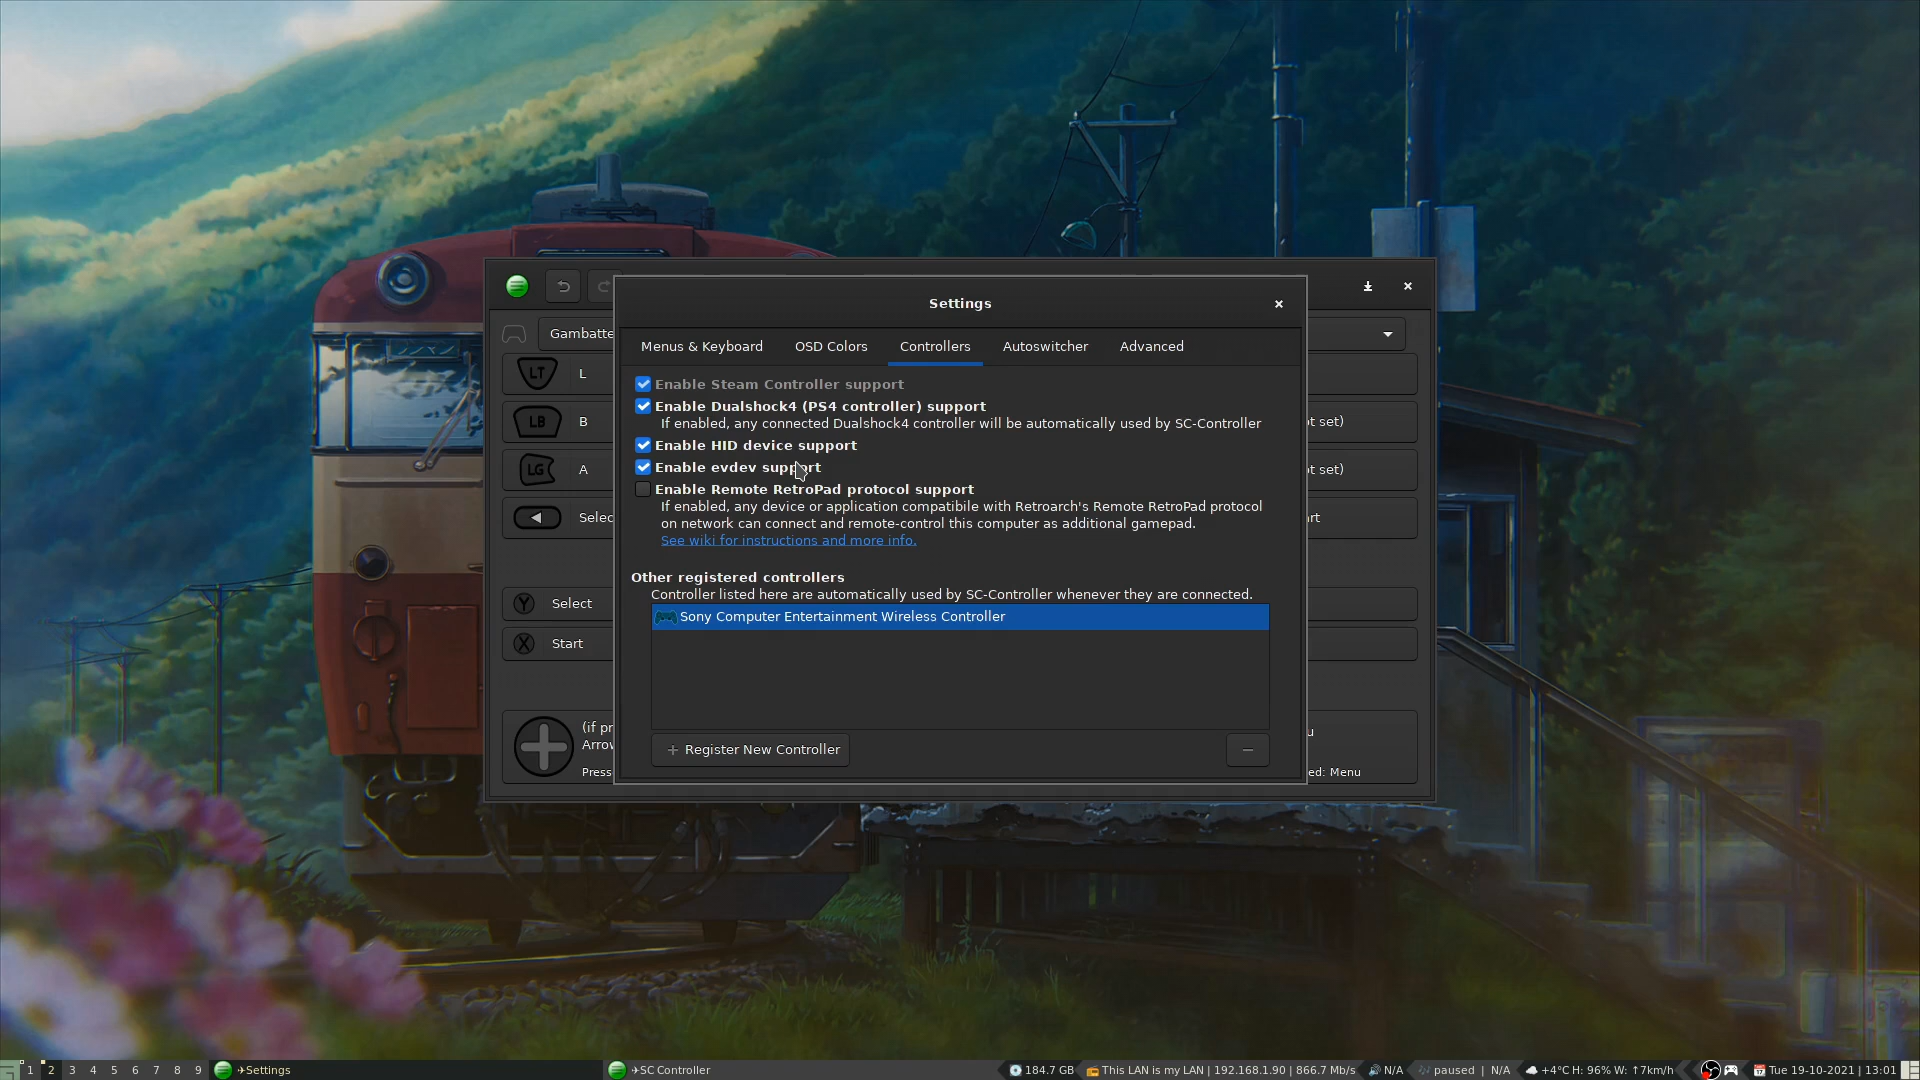 Settings
Gambatte
Menus & Keyboard
OSD Colors
Controllers
Autoswitcher
Advanced
LT
L
LB
B
LG
A
Selec
Y
Select
X
Start
(if pr
Arrow
Press
Enable Steam Controller support
Enable Dualshock4 (PS4 controller) support
If enabled, any connected Dualshock4 controller will be automatically used by SC-Controller
Enable HID device support
Enable evdev support
Enable Remote RetroPad protocol support
If enabled, any device or application compatibile with Retroarch's Remote RetroPad protocol
on network can connect and remote-control this computer as additional gamepad.
See wiki for instructions and more info.
Other registered controllers
Controller listed here are automatically used by SC-Controller whenever they are connected.
Sony Computer Entertainment Wireless Controller
+ Register New Controller
t set)
t set)
rt
u
ed: Menu
1 2 3 4 5 6 7 8 9
✈Settings
✈SC Controller
184.7 GB
This LAN is my LAN | 192.168.1.90 | 866.7 Mb/s
N/A
paused | N/A
+4°C H: 96% W: ↑7km/h
Tue 19-10-2021 | 13:01